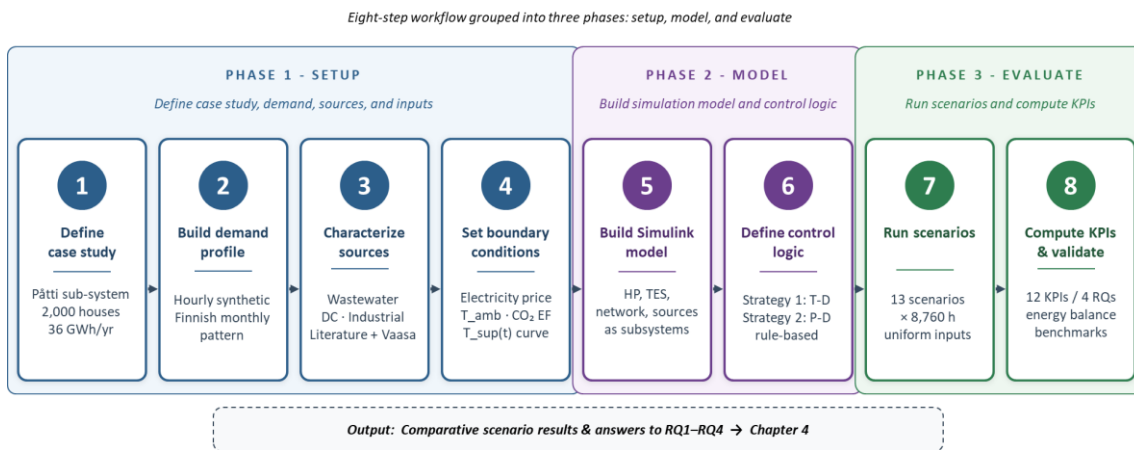 Eight-step workflow grouped into three phases: setup, model, and evaluate
PHASE 1 - SETUP
Define case study, demand, sources, and inputs
1
Define
case study
Påtti sub-system
2,000 houses
36 GWh/yr
2
Build demand
profile
Hourly synthetic
Finnish monthly
pattern
3
Characterize
sources
Wastewater
DC · Industrial
Literature + Vaasa
4
Set boundary
conditions
Electricity price
T_amb · CO₂ EF
T_sup(t) curve
PHASE 2 - MODEL
Build simulation model and control logic
5
Build Simulink
model
HP, TES,
network, sources
as subsystems
6
Define control
logic
Strategy 1: T-D
Strategy 2: P-D
rule-based
PHASE 3 - EVALUATE
Run scenarios and compute KPIs
7
Run scenarios
13 scenarios
× 8,760 h
uniform inputs
8
Compute KPIs
& validate
12 KPIs / 4 RQs
energy balance
benchmarks
Output: Comparative scenario results & answers to RQ1–RQ4 → Chapter 4